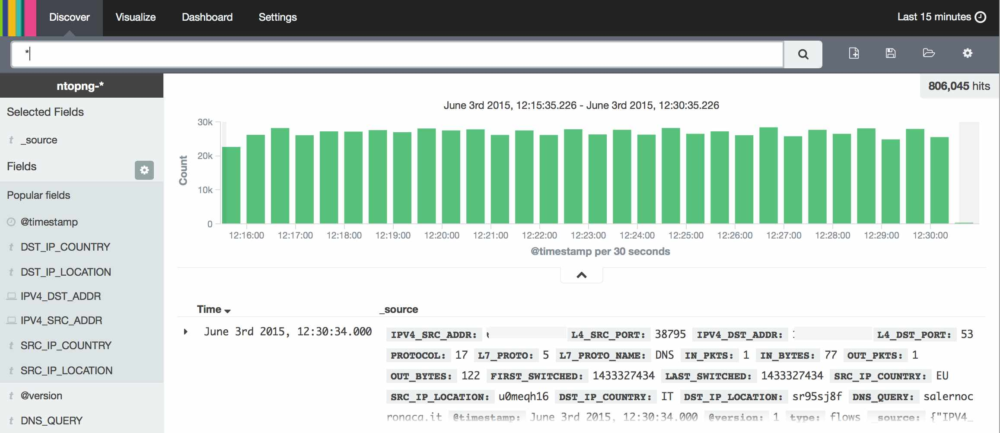 Discover Visualize Dashboard Settings Last 15 minutes
*
ntopng-*
806,045 hits
Selected Fields
t _source
Fields
Popular fields
@timestamp
t DST_IP_COUNTRY
t DST_IP_LOCATION
IPV4_DST_ADDR
IPV4_SRC_ADDR
t SRC_IP_COUNTRY
t SRC_IP_LOCATION
t @version
t DNS_QUERY
June 3rd 2015, 12:15:35.226 - June 3rd 2015, 12:30:35.226
Count
30k
20k
10k
0
12:16:00 12:17:00 12:18:00 12:19:00 12:20:00 12:21:00 12:22:00 12:23:00 12:24:00 12:25:00 12:26:00 12:27:00 12:28:00 12:29:00 12:30:00
@timestamp per 30 seconds
Time _source
June 3rd 2015, 12:30:34.000 IPV4_SRC_ADDR: L4_SRC_PORT: 38795 IPV4_DST_ADDR: L4_DST_PORT: 53
PROTOCOL: 17 L7_PROTO: 5 L7_PROTO_NAME: DNS IN_PKTS: 1 IN_BYTES: 77 OUT_PKTS: 1
OUT_BYTES: 122 FIRST_SWITCHED: 1433327434 LAST_SWITCHED: 1433327434 SRC_IP_COUNTRY: EU
SRC_IP_LOCATION: u0meqh16 DST_IP_COUNTRY: IT DST_IP_LOCATION: sr95sj8f DNS_QUERY: salernoc
ronaca.it @timestamp: June 3rd 2015, 12:30:34.000 @version: 1 type: flows _source: {"IPV4_